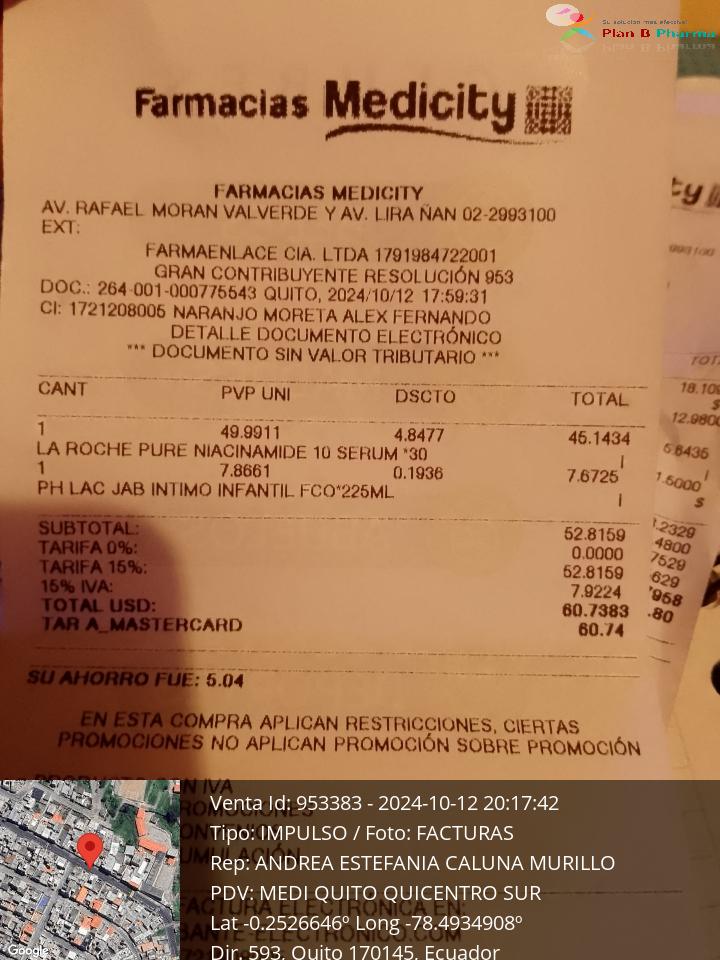 Su solución más efectiva!
Plan B Pharma
Farmacias Medicity
FARMACIAS MEDICITY
AV. RAFAEL MORAN VALVERDE Y AV. LIRA ÑAN 02-2993100
EXT:
FARMAENLACE CIA. LTDA 1791984722001
GRAN CONTRIBUYENTE RESOLUCIÓN 953
DOC.: 264-001-000775543 QUITO, 2024/10/12 17:59:31
CI: 1721208005 NARANJO MORETA ALEX FERNANDO
DETALLE DOCUMENTO ELECTRÓNICO
*** DOCUMENTO SIN VALOR TRIBUTARIO ***
CANT PVP UNI DSCTO TOTAL
1 49.9911 4.8477 45.1434
LA ROCHE PURE NIACINAMIDE 10 SERUM *30 I
1 7.8661 0.1936 7.6725
PH LAC JAB INTIMO INFANTIL FCO*225ML I
SUBTOTAL: 52.8159
TARIFA 0%: 0.0000
TARIFA 15%: 52.8159
15% IVA: 7.9224
TOTAL USD: 60.7383
TAR A_MASTERCARD 60.74
SU AHORRO FUE: 5.04
EN ESTA COMPRA APLICAN RESTRICCIONES, CIERTAS
PROMOCIONES NO APLICAN PROMOCIÓN SOBRE PROMOCIÓN
Venta Id: 953383 - 2024-10-12 20:17:42
Tipo: IMPULSO / Foto: FACTURAS
Rep: ANDREA ESTEFANIA CALUNA MURILLO
PDV: MEDI QUITO QUICENTRO SUR
Lat -0.2526646º Long -78.4934908º
Dir. 593, Quito 170145, Ecuador
Google